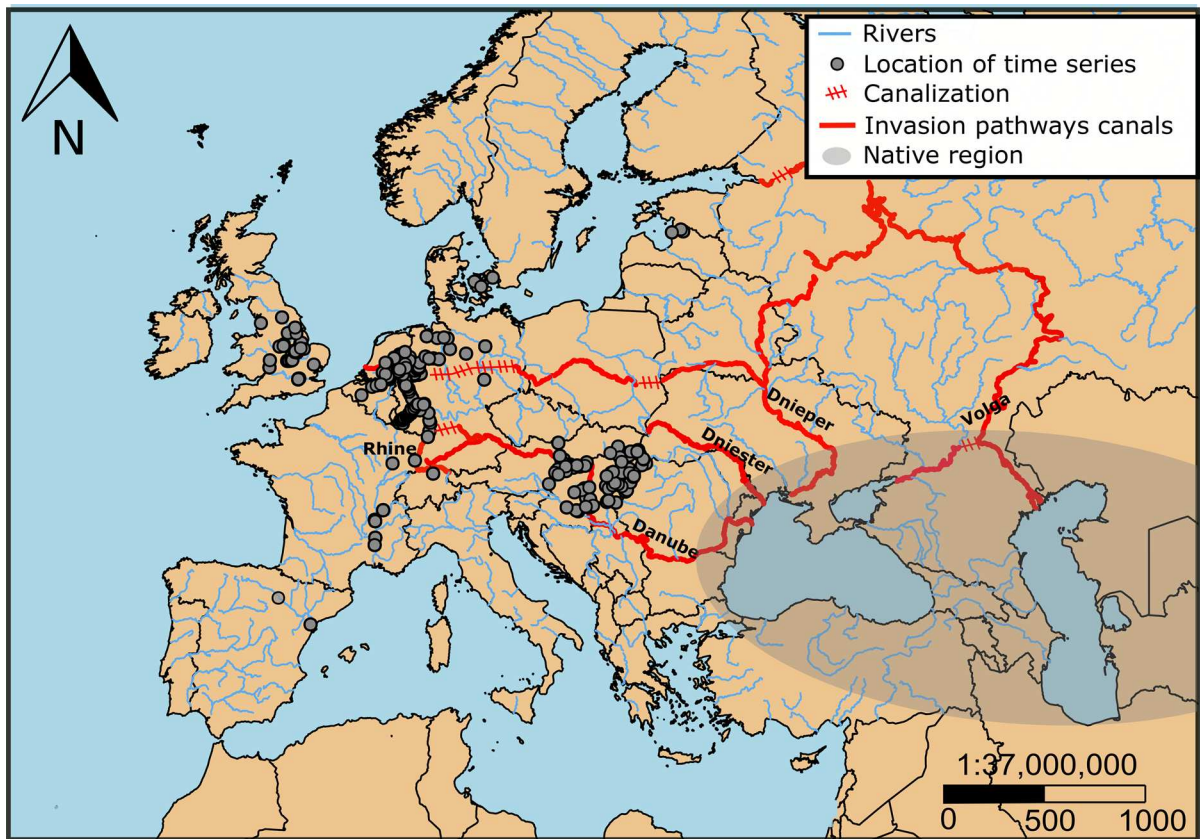 N
Rivers
Location of time series
Canalization
Invasion pathways canals
Native region
Dnieper
Volga
Dniester
Rhine
Danube
1:37,000,000
0 500 1000